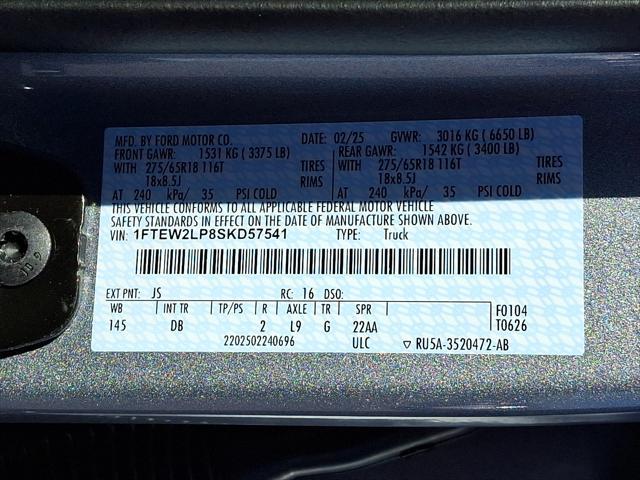 MFD. BY FORD MOTOR CO. DATE: 02/25 GVWR: 3016 KG ( 6650 LB)
FRONT GAWR: 1531 KG ( 3375 LB) REAR GAWR: 1542 KG ( 3400 LB)
WITH 275/65R18 116T TIRES WITH 275/65R18 116T TIRES
18x8.5J RIMS 18x8.5J RIMS
AT 240 kPa/ 35 PSI COLD AT 240 kPa/ 35 PSI COLD
THIS VEHICLE CONFORMS TO ALL APPLICABLE FEDERAL MOTOR VEHICLE
SAFETY STANDARDS IN EFFECT ON THE DATE OF MANUFACTURE SHOWN ABOVE.
VIN: 1FTEW2LP8SKD57541 TYPE: Truck
EXT PNT: JS RC: 16 DSO:
WB INT TR TP/PS R AXLE TR SPR F0104
145 DB 2 L9 G 22AA T0626
2202502240696 ULC ▽ RU5A-3520472-AB